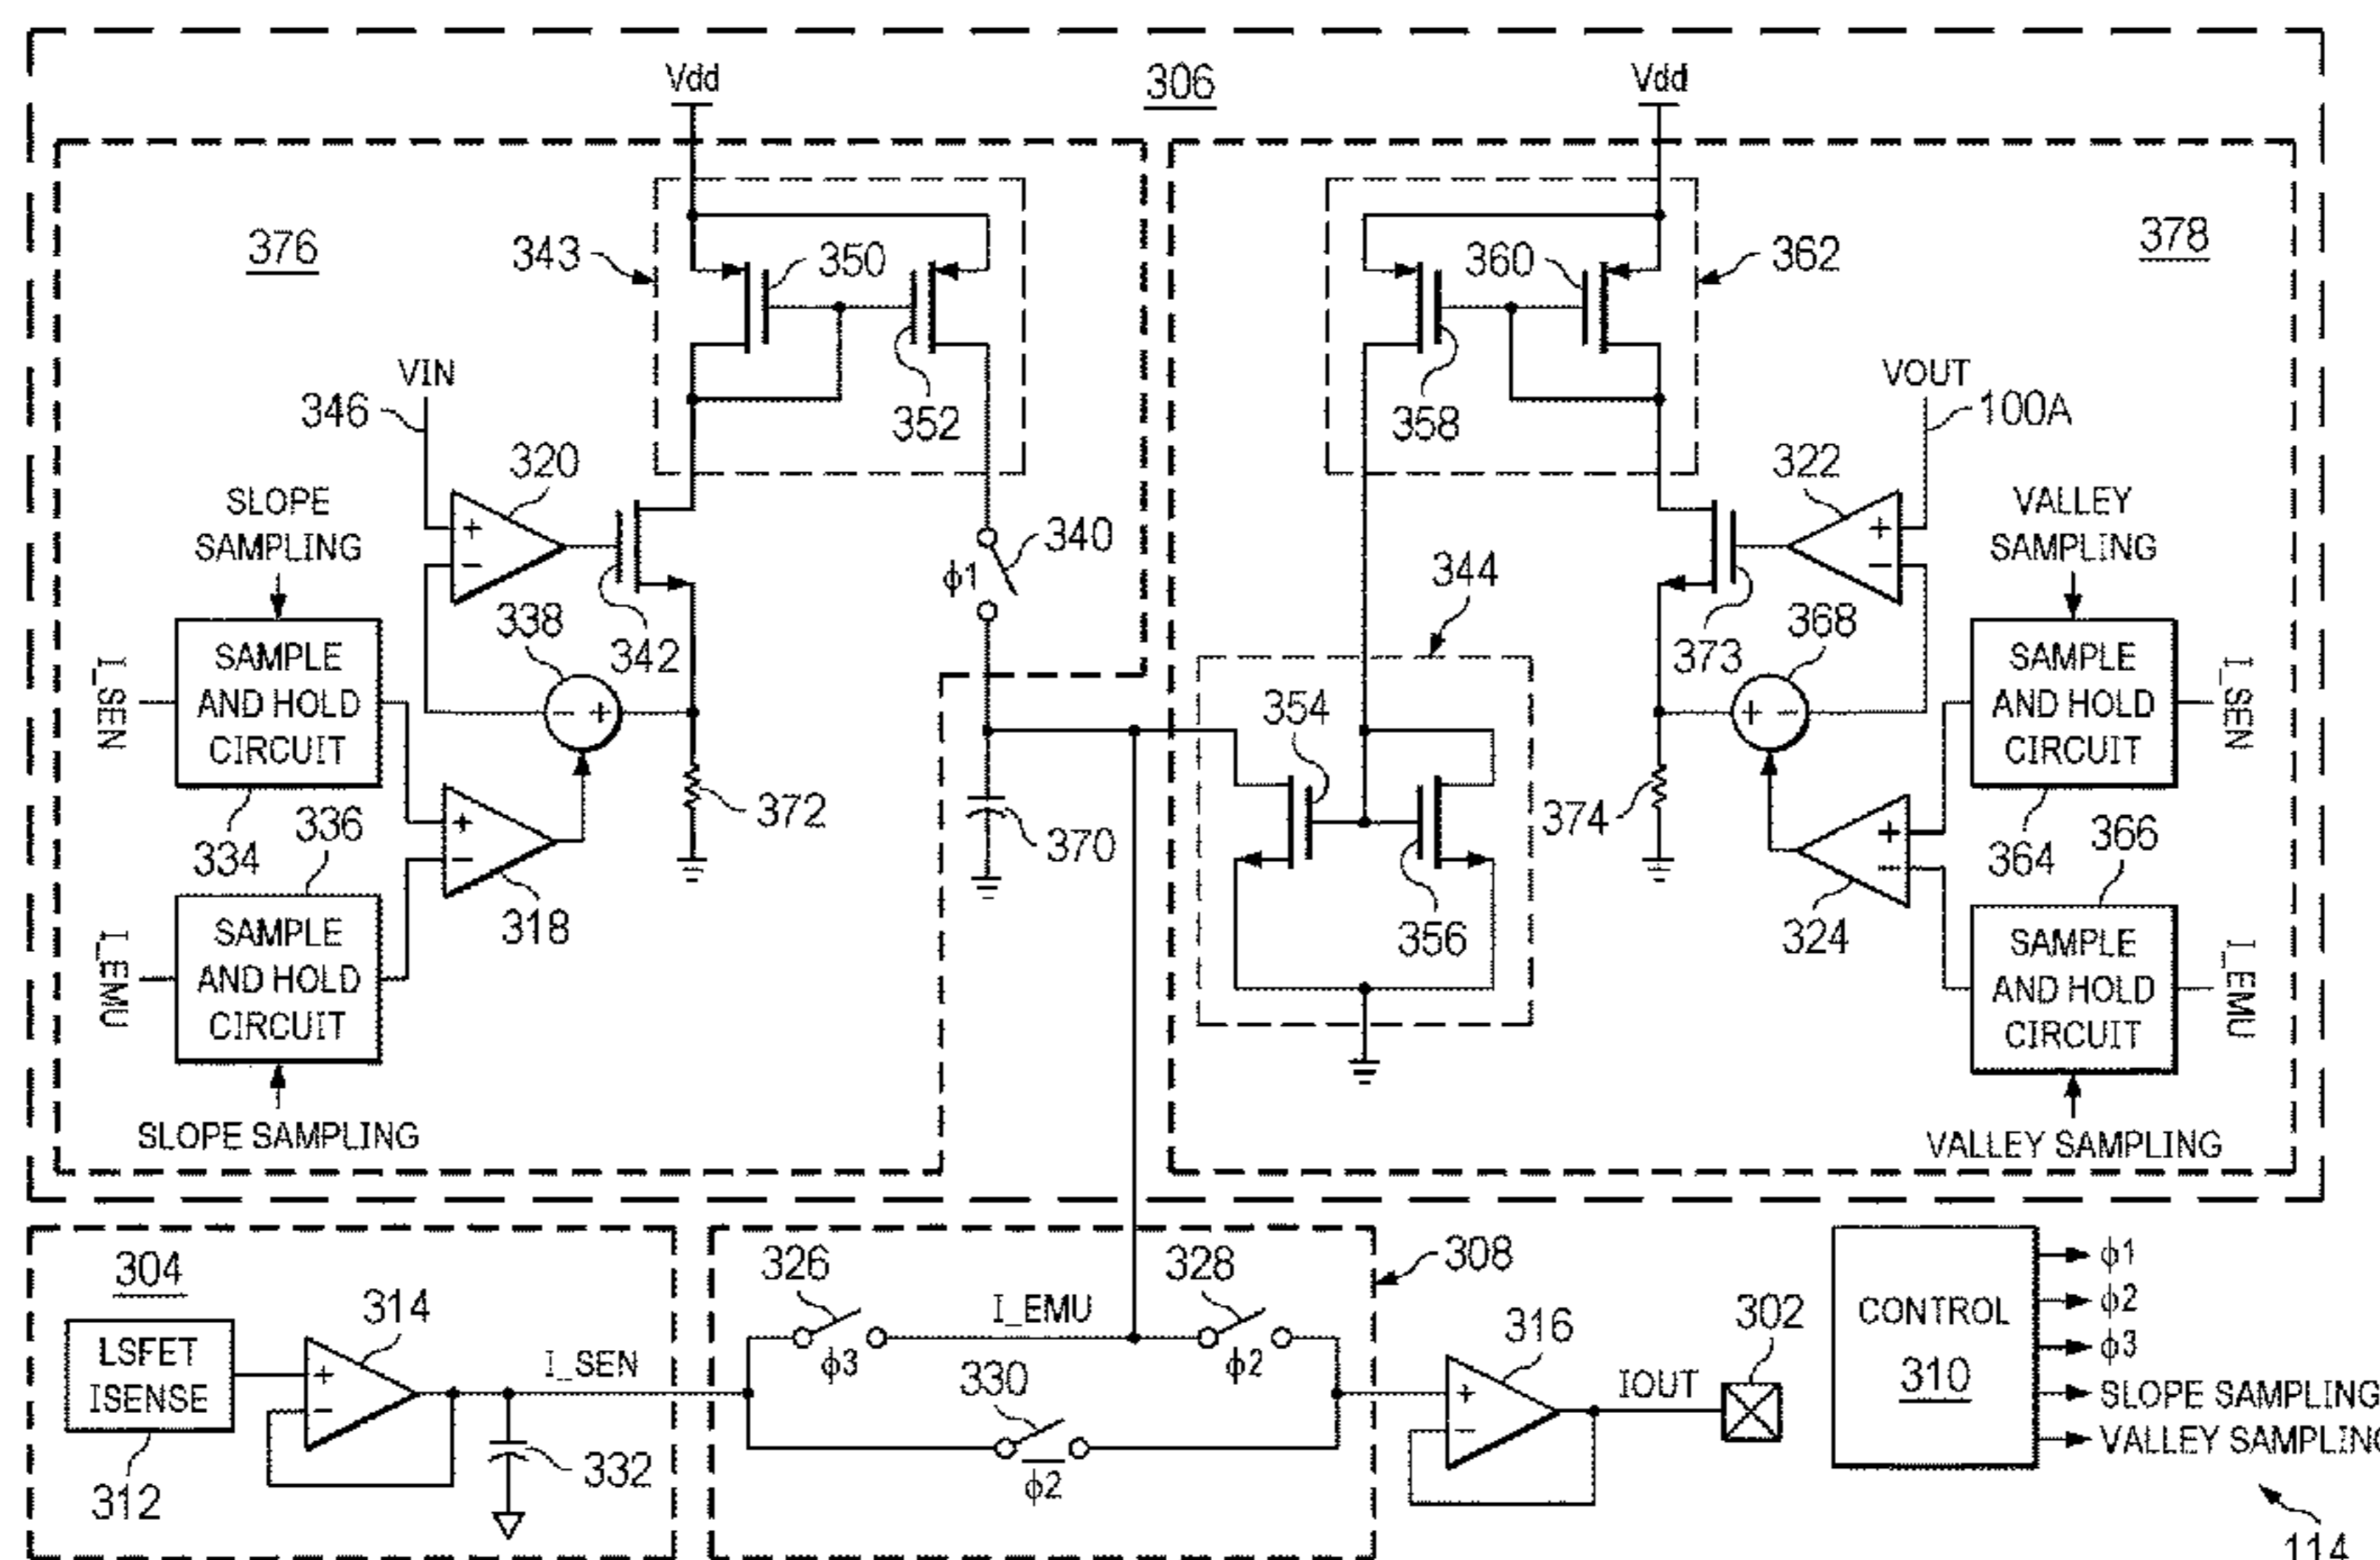 306
Vdd
Vdd
376
343
350
352
360
358
362
378
VIN
346
320
SLOPE
SAMPLING
342
338
φ1
340
VOUT
100A
322
VALLEY
SAMPLING
373
368
344
I_SEN
SAMPLE
AND HOLD
CIRCUIT
334
336
318
372
370
354
356
374
324
SAMPLE
AND HOLD
CIRCUIT
I_SEN
364
366
I_EMU
SAMPLE
AND HOLD
CIRCUIT
SLOPE SAMPLING
SAMPLE
AND HOLD
CIRCUIT
I_EMU
VALLEY SAMPLING
304
LSFET
ISENSE
312
314
I_SEN
332
326
φ3
I_EMU
328
φ2
330
φ2
308
316
IOUT
302
CONTROL
310
φ1
φ2
φ3
SLOPE SAMPLING
VALLEY SAMPLING
114
+
−
+
−
−
+
+
−
+
−
+
−
+
−
+
−